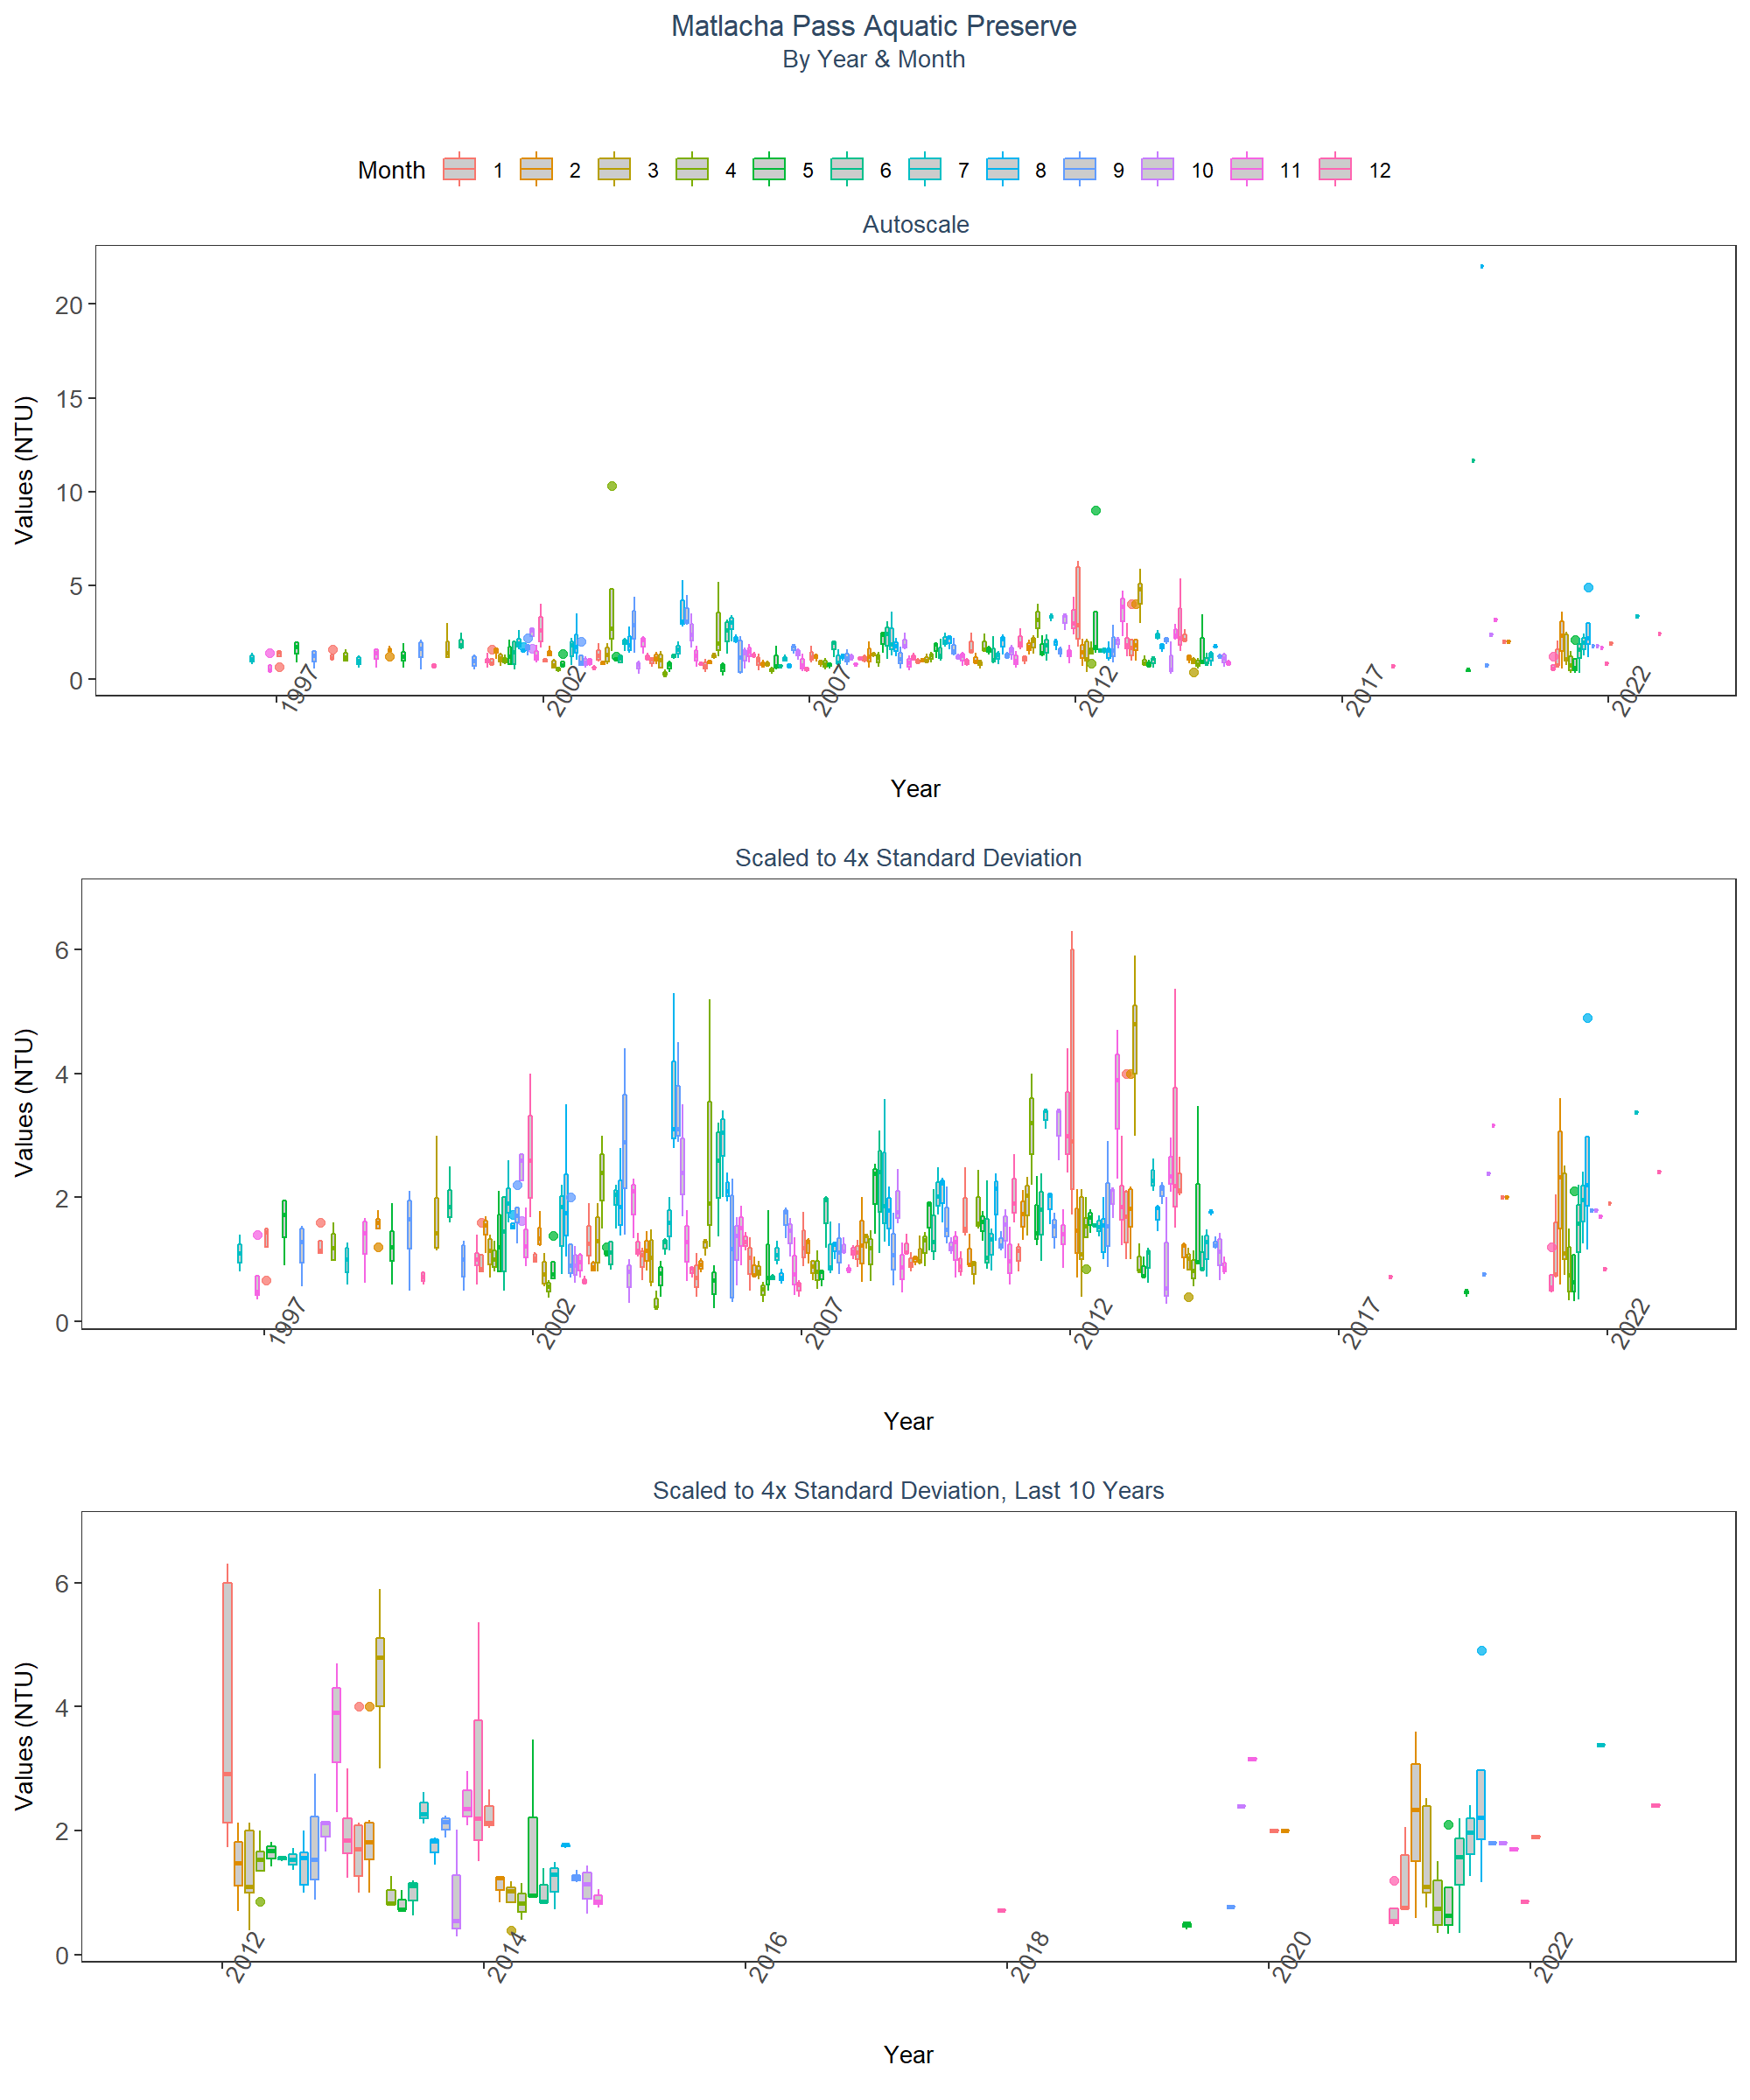 Matlacha Pass Aquatic Preserve
By Year & Month
Month 1 2 3 4 5 6 7 8 9 10 11 12
Autoscale
Values (NTU)
20
15
10
5
0
1997 2002 2007 2012 2017 2022
Year
Scaled to 4x Standard Deviation
Values (NTU)
6
4
2
0
1997 2002 2007 2012 2017 2022
Year
Scaled to 4x Standard Deviation, Last 10 Years
Values (NTU)
6
4
2
0
2012 2014 2016 2018 2020 2022
Year